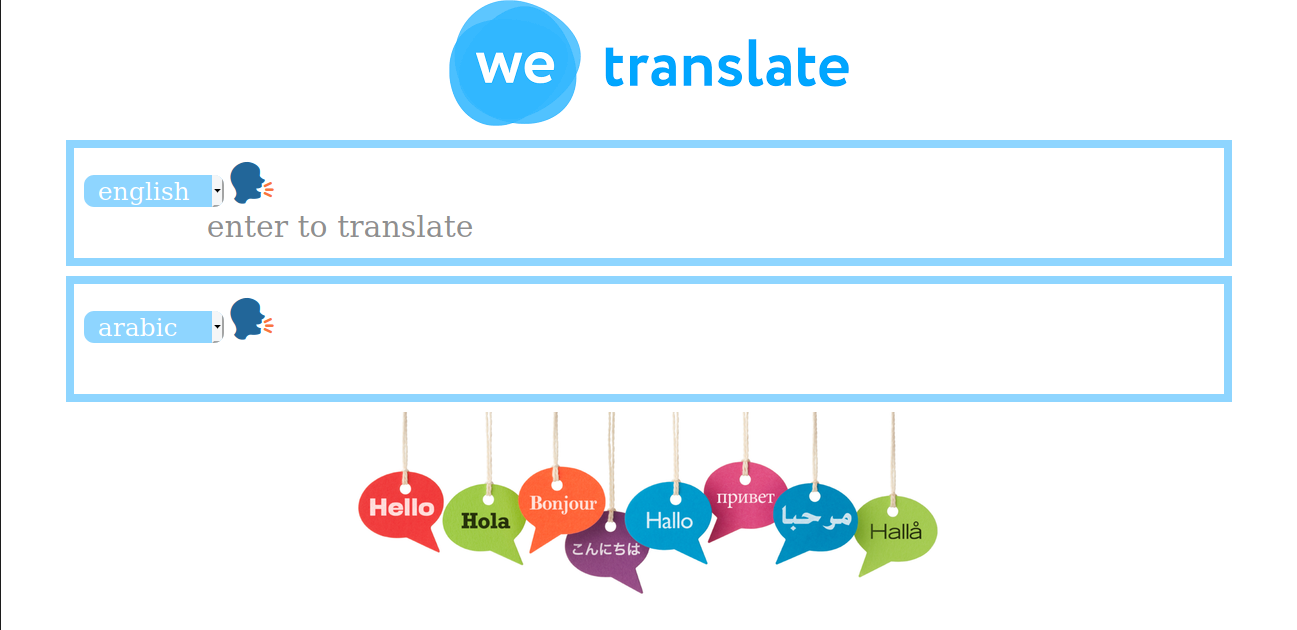 we translate
english
enter to translate
arabic
Hello
Hola
Bonjour
こんにちは
Hallo
привет
مرحبا
Hallå